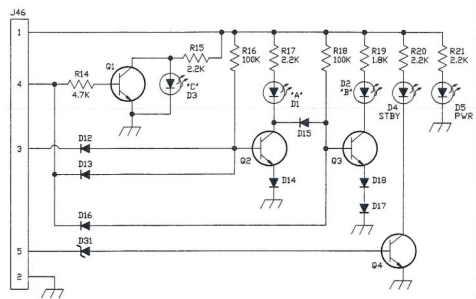 J46
1
R15
2.2K
R16
100K
R17
2.2K
R18
100K
R19
1.8K
R20
2.2K
R21
2.2K
Q1
4
R14
4.7K
"C"
D3
"A"
D1
D2
"B"
D4
STBY
D5
PWR
D12
D15
3
D13
Q2
Q3
D14
D18
D16
D17
D31
5
Q4
2